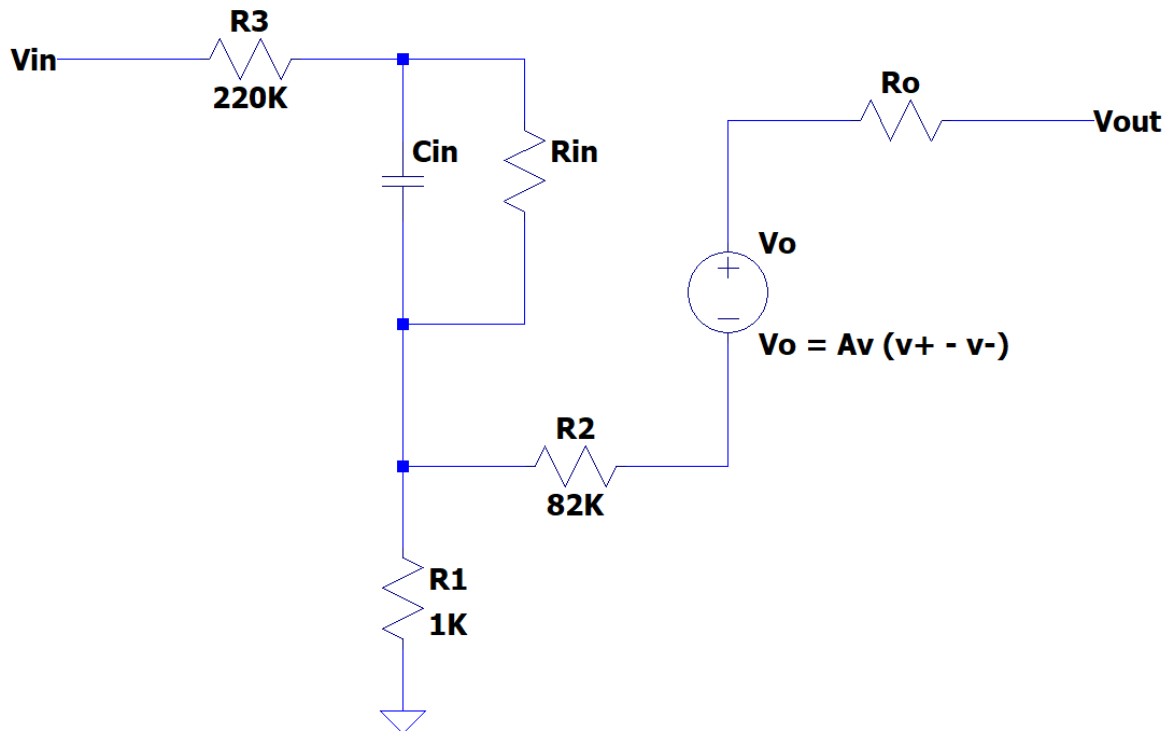 R3
Vin
220K
Ro
Vout
Cin
Rin
Vo
Vo = Av (v+ - v-)
R2
82K
R1
1K